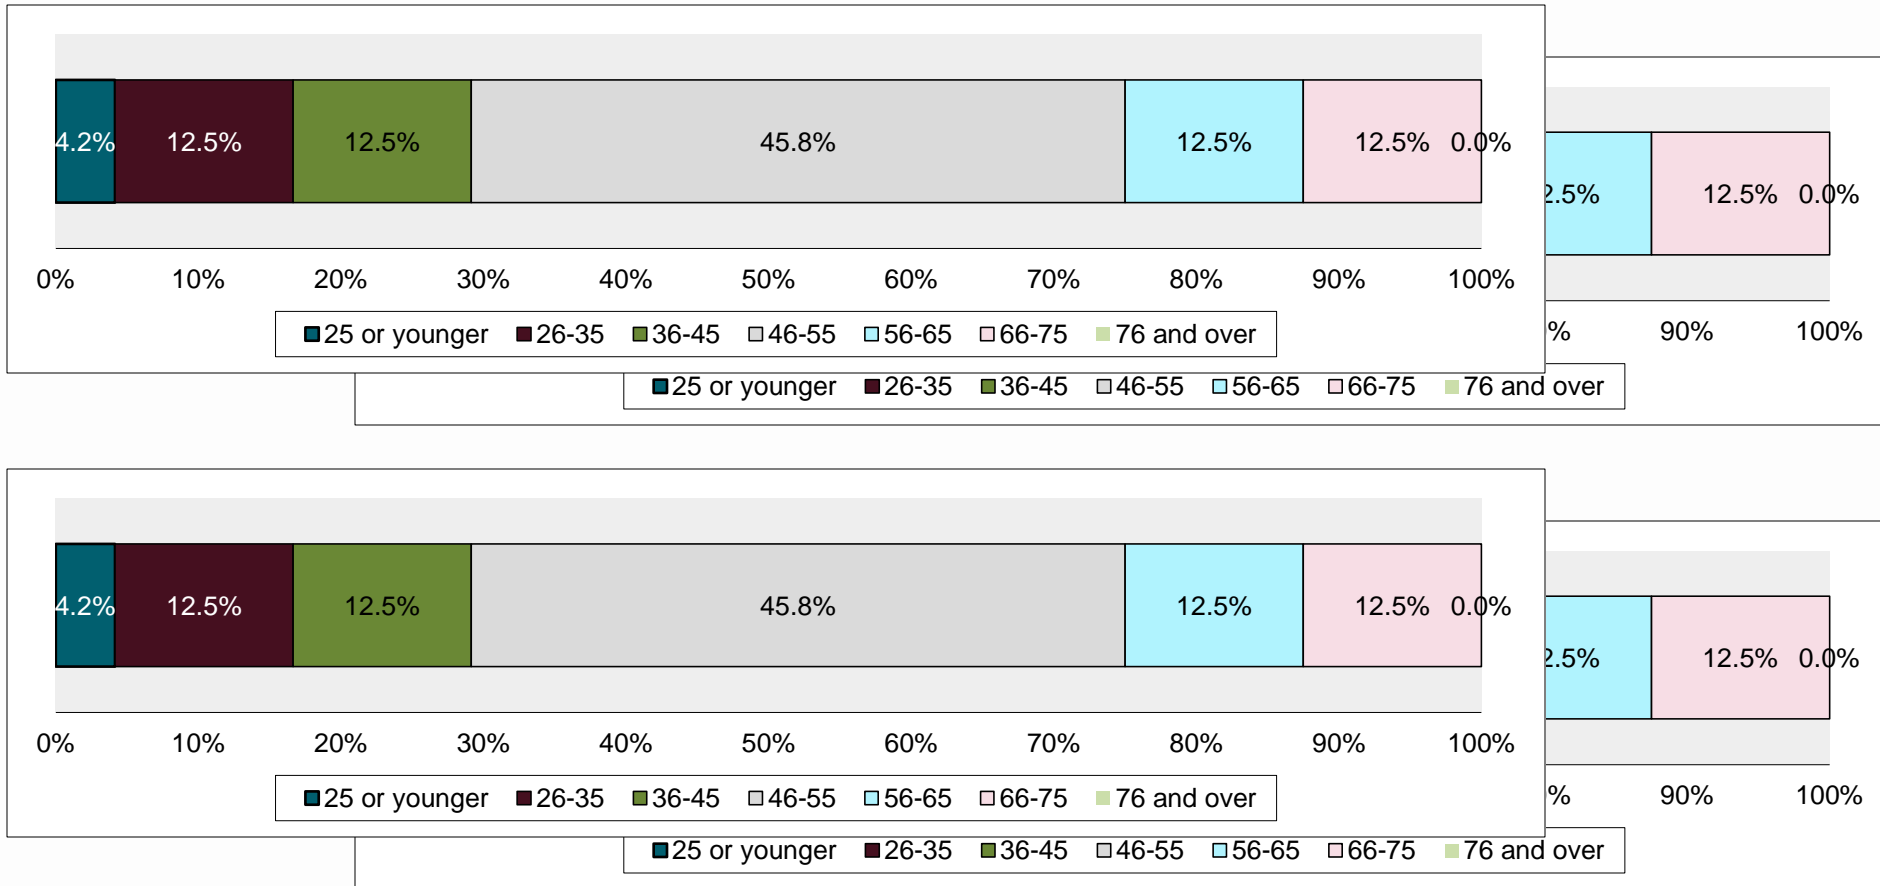 4.2% 12.5% 12.5% 45.8% 12.5% 12.5% 0.0%
2.5% 12.5% 0.0%
0% 10% 20% 30% 40% 50% 60% 70% 80% 90% 100%
% 90% 100%
25 or younger 26-35 36-45 46-55 56-65 66-75 76 and over
25 or younger 26-35 36-45 46-55 56-65 66-75 76 and over
4.2% 12.5% 12.5% 45.8% 12.5% 12.5% 0.0%
2.5% 12.5% 0.0%
0% 10% 20% 30% 40% 50% 60% 70% 80% 90% 100%
% 90% 100%
25 or younger 26-35 36-45 46-55 56-65 66-75 76 and over
25 or younger 26-35 36-45 46-55 56-65 66-75 76 and over